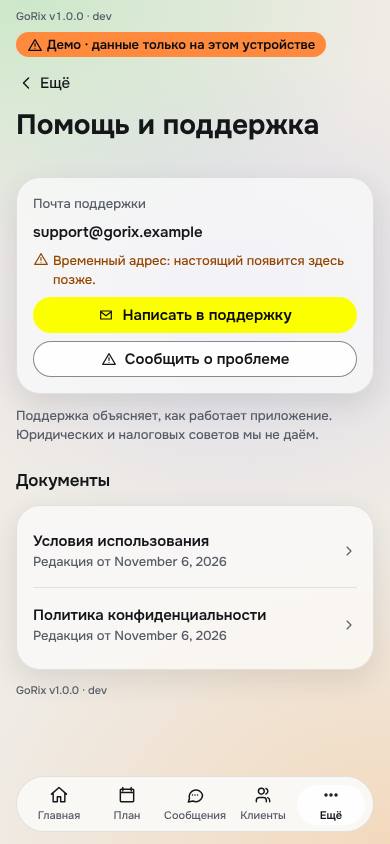 GoRix v1.0.0 · dev
Демо · данные только на этом устройстве
Ещё
Помощь и поддержка
Почта поддержки
support@gorix.example
Временный адрес: настоящий появится здесь
позже.
Написать в поддержку
Сообщить о проблеме
Поддержка объясняет, как работает приложение.
Юридических и налоговых советов мы не даём.
Документы
Условия использования
Редакция от November 6, 2026
Политика конфиденциальности
Редакция от November 6, 2026
GoRix v1.0.0 · dev
Главная
План
Сообщения
Клиенты
Ещё